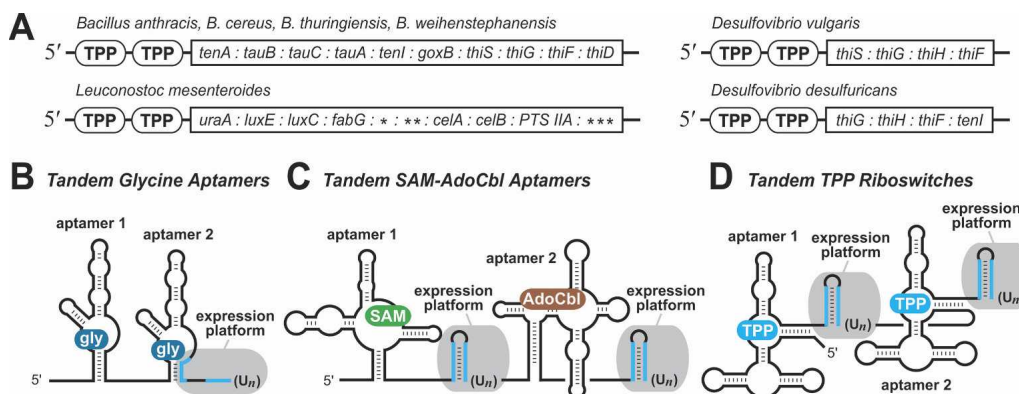 A
Bacillus anthracis, B. cereus, B. thuringiensis, B. weihenstephanensis
5′ TPP TPP tenA : tauB : tauC : tauA : tenI : goxB : thiS : thiG : thiF : thiD
Desulfovibrio vulgaris
5′ TPP TPP thiS : thiG : thiH : thiF
Leuconostoc mesenteroides
5′ TPP TPP uraA : luxE : luxC : fabG : * : ** : celA : celB : PTS IIA : ***
Desulfovibrio desulfuricans
5′ TPP TPP thiG : thiH : thiF : tenI
B Tandem Glycine Aptamers
aptamer 1
aptamer 2
gly
gly
expression
platform
5′
(Un)
C Tandem SAM-AdoCbl Aptamers
aptamer 1
SAM
expression
platform
aptamer 2
AdoCbl
expression
platform
5′
(Un)
(Un)
D Tandem TPP Riboswitches
aptamer 1
expression
platform
expression
platform
TPP
TPP
(Un)
(Un)
5′
aptamer 2